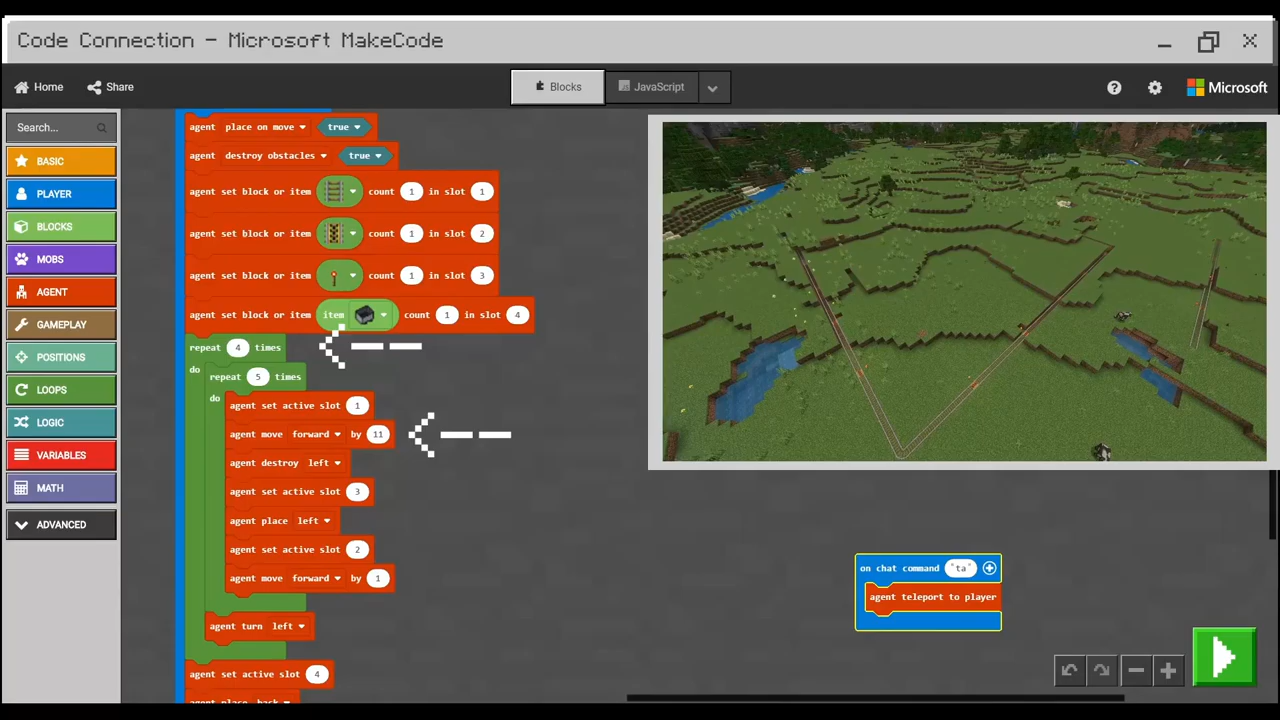 Code Connection - Microsoft MakeCode
Home
Share
Blocks
JavaScript
Microsoft
Search...
BASIC
PLAYER
BLOCKS
MOBS
AGENT
GAMEPLAY
POSITIONS
LOOPS
LOGIC
VARIABLES
MATH
ADVANCED
agent place on move true
agent destroy obstacles true
agent set block or item count 1 in slot 1
agent set block or item count 1 in slot 2
agent set block or item count 1 in slot 3
agent set block or item item count 1 in slot 4
repeat 4 times
do
repeat 5 times
do
agent set active slot 1
agent move forward by 11
agent destroy left
agent set active slot 3
agent place left
agent set active slot 2
agent move forward by 1
agent turn left
agent set active slot 4
agent place back
on chat command "ta"
agent teleport to player